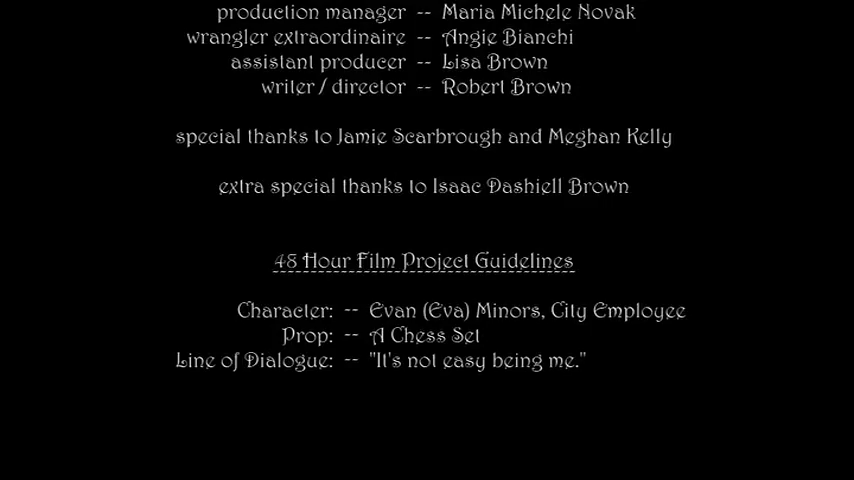 production manager -- Maria Michele Novak
wrangler extraordinaire -- Angie Bianchi
assistant producer -- Lisa Brown
writer / director -- Robert Brown
special thanks to Jamie Scarbrough and Meghan Kelly
extra special thanks to Isaac Dashiell Brown
48 Hour Film Project Guidelines
Character: -- Evan (Eva) Minors, City Employee
Prop: -- A Chess Set
Line of Dialogue: -- "It's not easy being me."